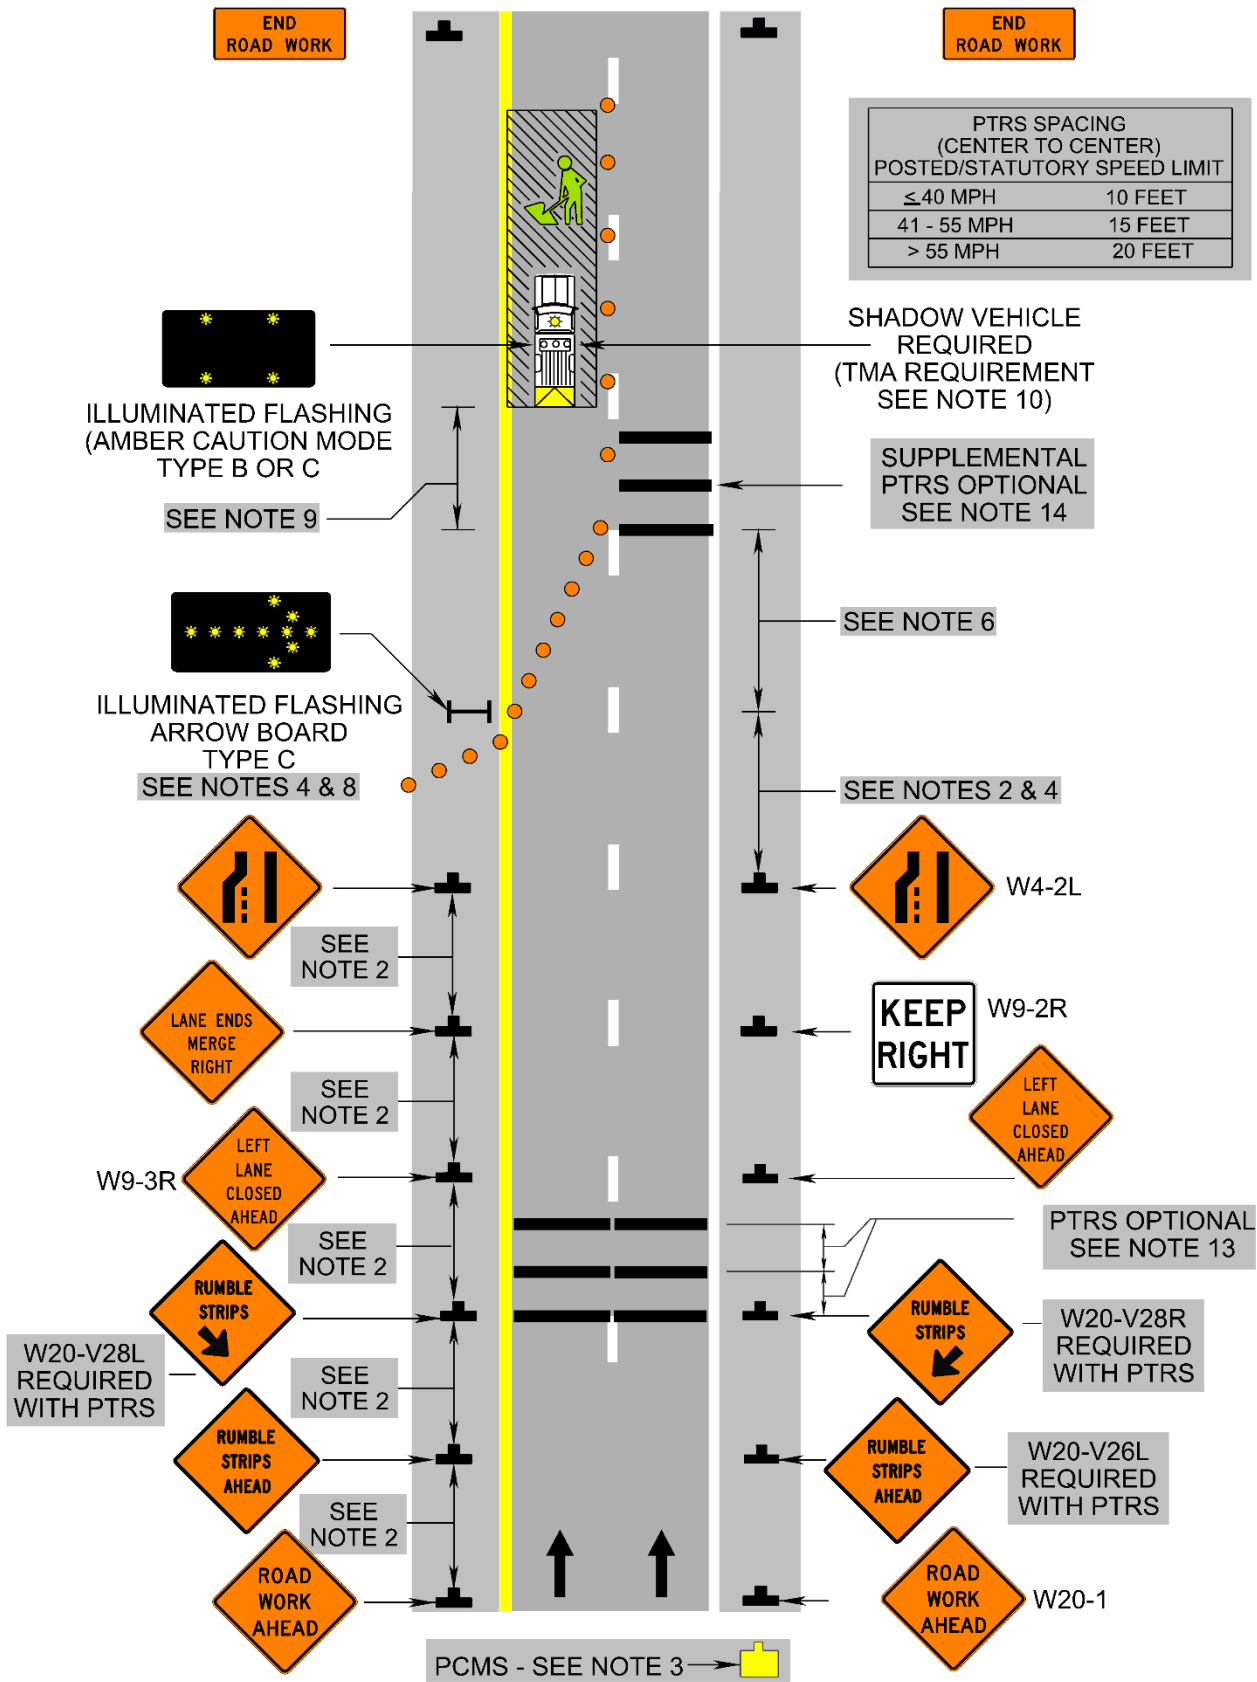 END
ROAD WORK
END
ROAD WORK
PTRS SPACING
(CENTER TO CENTER)
POSTED/STATUTORY SPEED LIMIT
≤40 MPH 10 FEET
41 - 55 MPH 15 FEET
> 55 MPH 20 FEET
SHADOW VEHICLE
REQUIRED
(TMA REQUIREMENT
SEE NOTE 10)
ILLUMINATED FLASHING
(AMBER CAUTION MODE
TYPE B OR C
SUPPLEMENTAL
PTRS OPTIONAL
SEE NOTE 14
SEE NOTE 9
SEE NOTE 6
ILLUMINATED FLASHING
ARROW BOARD
TYPE C
SEE NOTES 4 & 8
SEE NOTES 2 & 4
W4-2L
SEE
NOTE 2
LANE ENDS
MERGE
RIGHT
KEEP
RIGHT
W9-2R
SEE
NOTE 2
LEFT
LANE
CLOSED
AHEAD
W9-3R
LEFT
LANE
CLOSED
AHEAD
SEE
NOTE 2
PTRS OPTIONAL
SEE NOTE 13
RUMBLE
STRIPS
RUMBLE
STRIPS
W20-V28L
REQUIRED
WITH PTRS
W20-V28R
REQUIRED
WITH PTRS
SEE
NOTE 2
RUMBLE
STRIPS
AHEAD
RUMBLE
STRIPS
AHEAD
W20-V26L
REQUIRED
WITH PTRS
SEE
NOTE 2
ROAD
WORK
AHEAD
ROAD
WORK
AHEAD
W20-1
PCMS - SEE NOTE 3